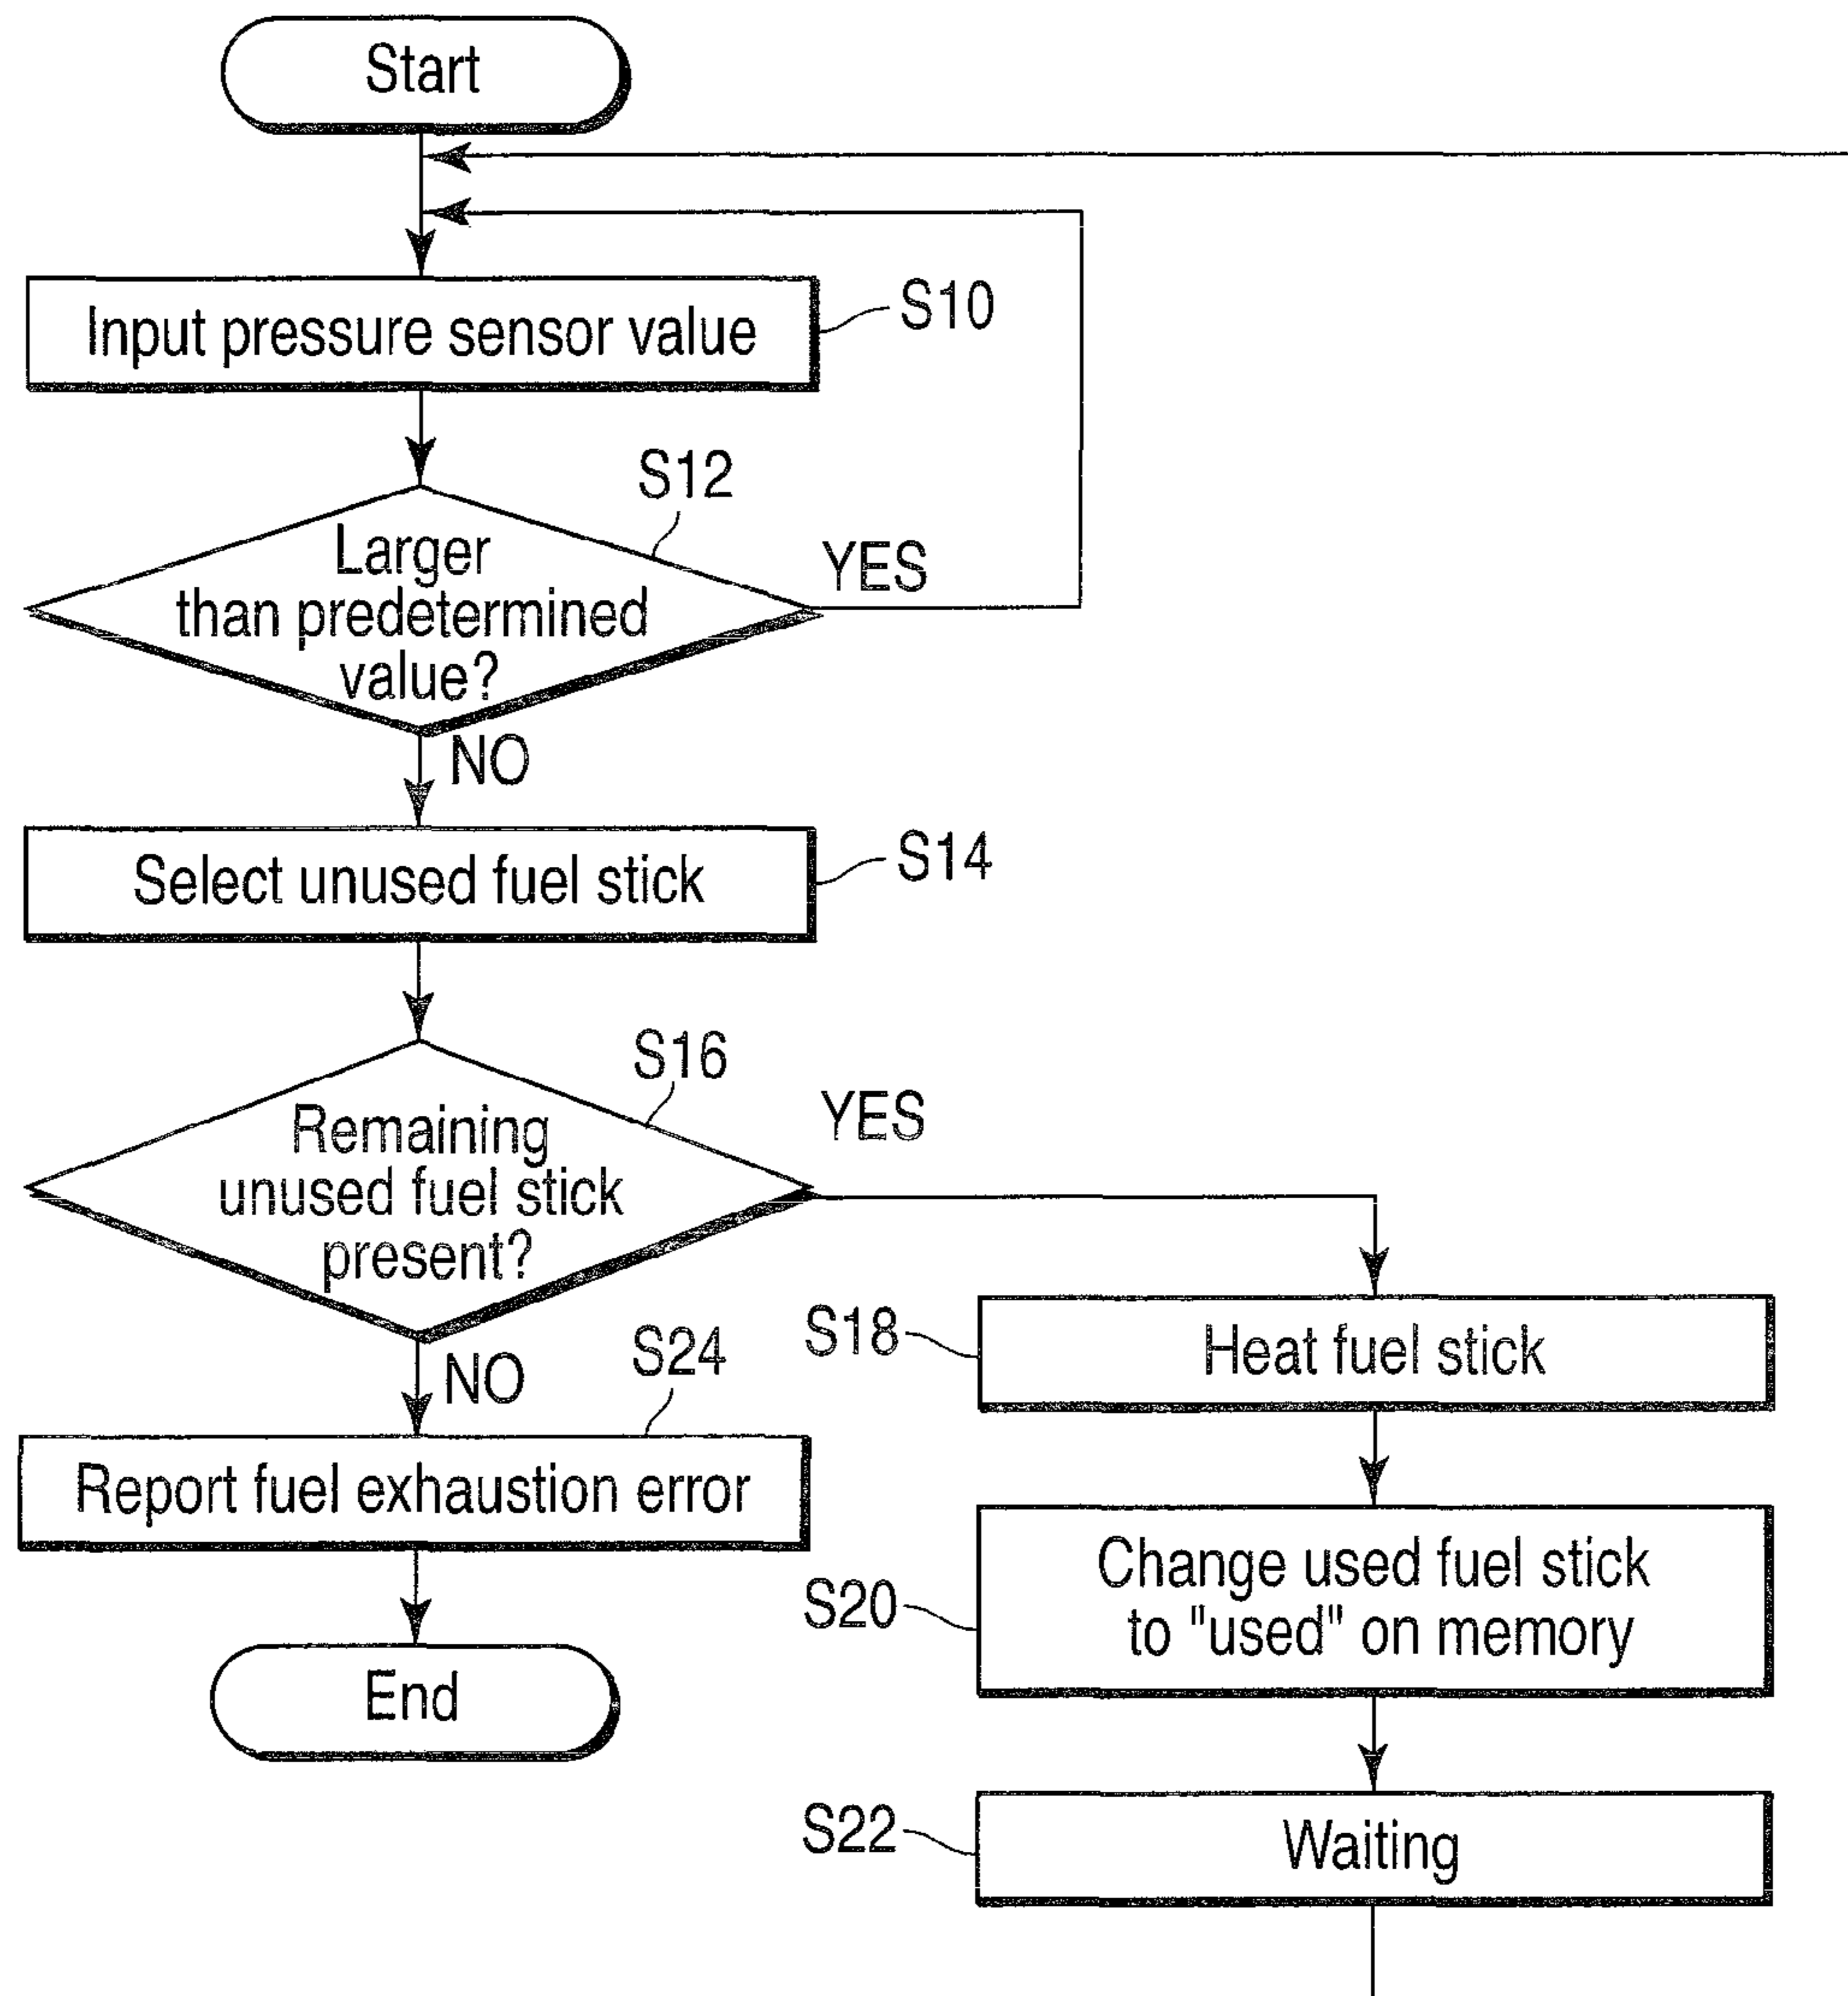 Start
Input pressure sensor value
S10
S12
Larger
than predetermined
value?
YES
NO
Select unused fuel stick
S14
S16
Remaining
unused fuel stick
present?
YES
NO
S24
Report fuel exhaustion error
End
S18
Heat fuel stick
S20
Change used fuel stick
to "used" on memory
S22
Waiting